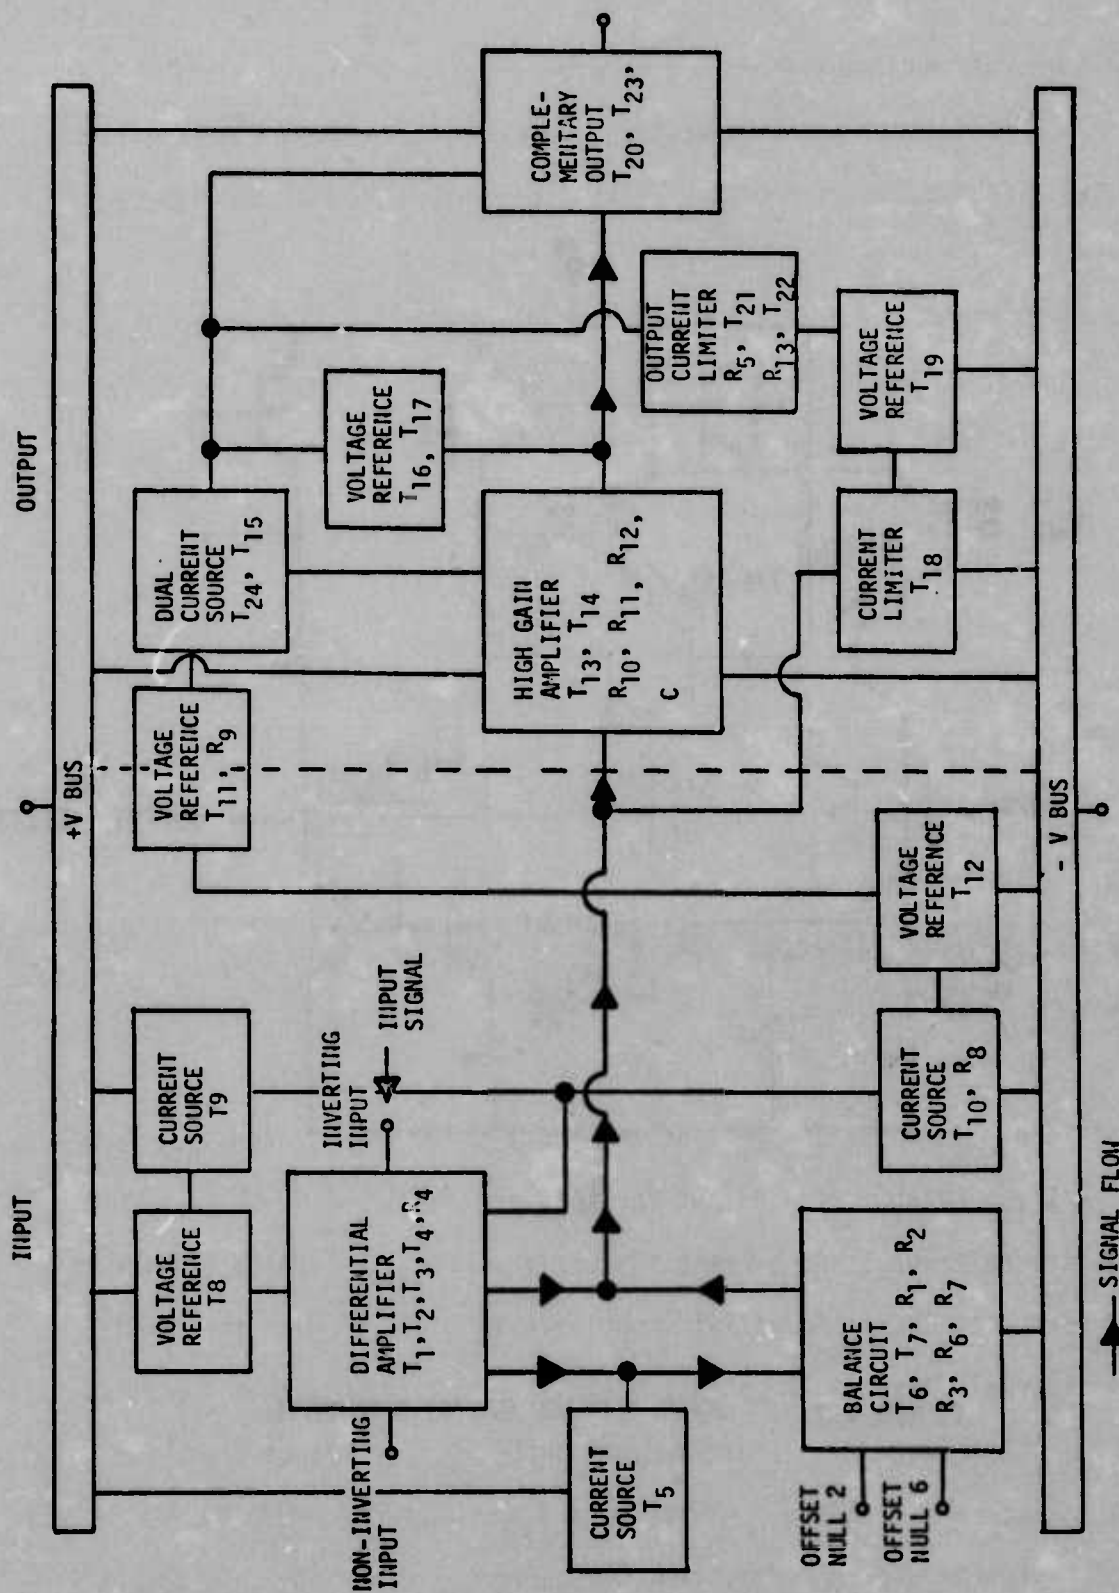 INPUT
OUTPUT
+V BUS
VOLTAGE
REFERENCE
T8
CURRENT
SOURCE
T9
VOLTAGE
REFERENCE
T11, R9
DUAL
CURRENT
SOURCE
T24, T15
VOLTAGE
REFERENCE
T16, T17
COMPLE-
MENTARY
OUTPUT
T20, T23,
NON-INVERTING
INPUT
DIFFERENTIAL
AMPLIFIER
T1,T2,T3,T4,R4
INVERTING
INPUT
INPUT
SIGNAL
HIGH GAIN
AMPLIFIER
T13, T14
R10, R11, R12,
C
OUTPUT
CURRENT
LIMITER
R5, T21
R13, T22
CURRENT
SOURCE
T5
OFFSET
NULL 2
OFFSET
NULL 6
BALANCE
CIRCUIT
T6, T7, R1, R2
R3, R6, R7
CURRENT
SOURCE
T10, R8
VOLTAGE
REFERENCE
T12
CURRENT
LIMITER
T18
VOLTAGE
REFERENCE
T19
- V BUS
SIGNAL FLOW